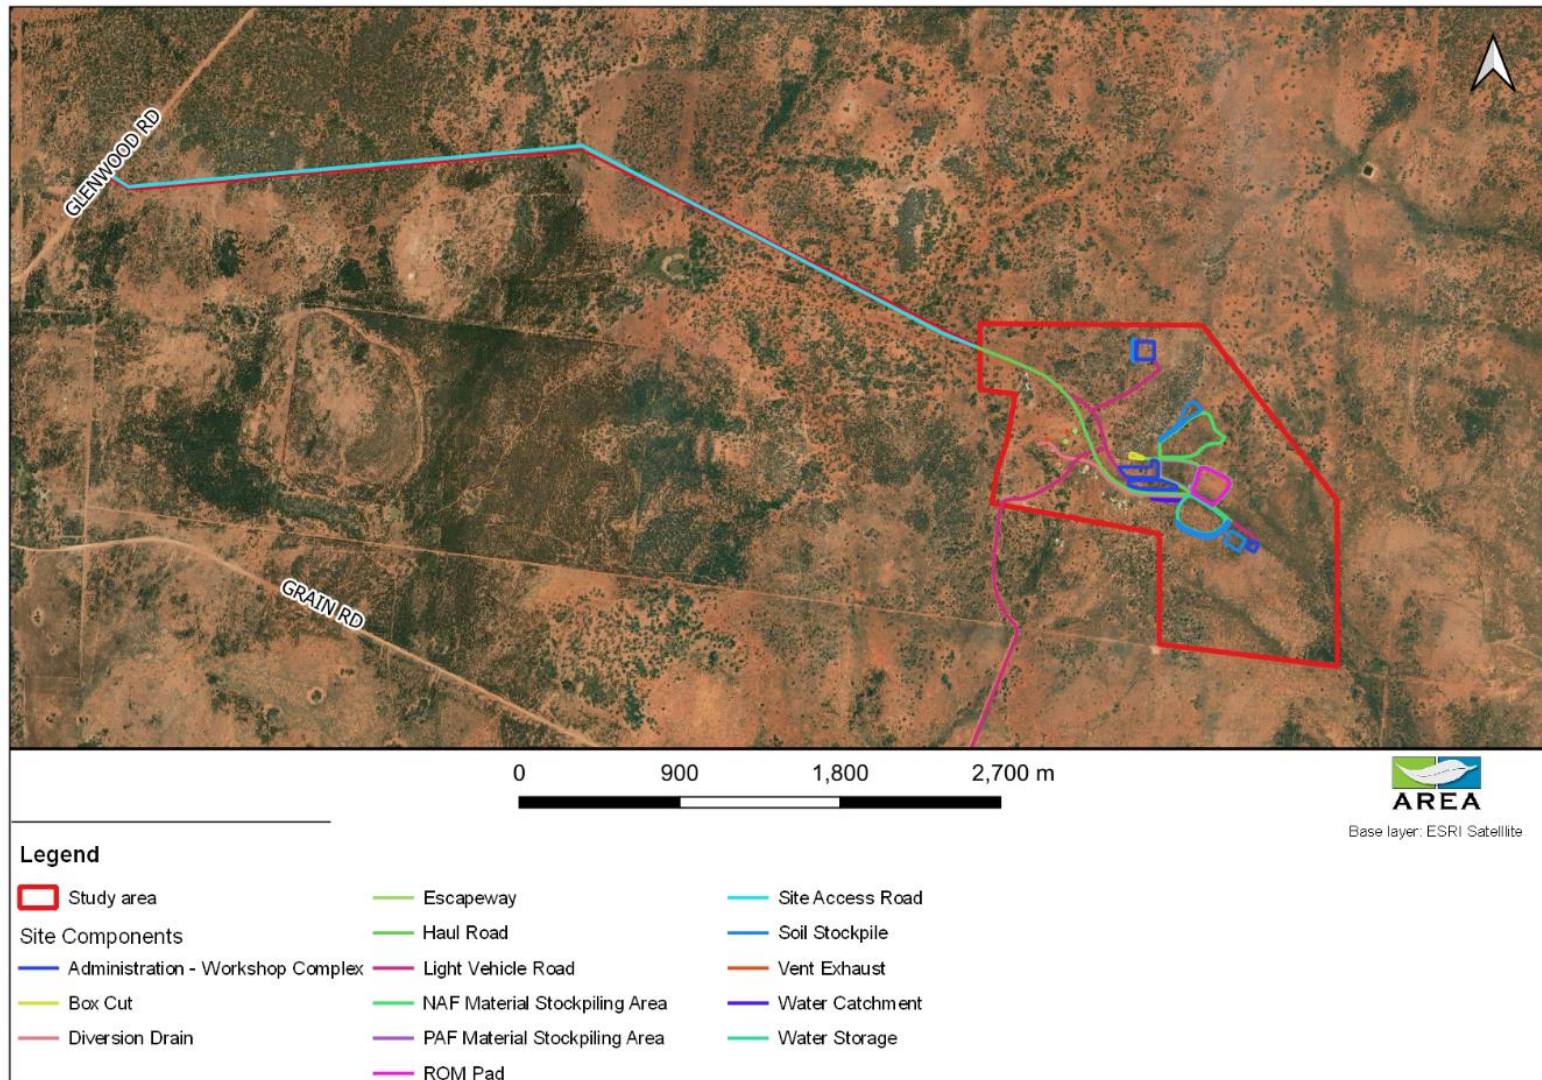 GLENWOOD RD
GRAIN RD
0 900 1,800 2,700 m
AREA
Base layer: ESRI Satelllite
Legend
Study area
Site Components
Administration - Workshop Complex
Box Cut
Diversion Drain
Escapeway
Haul Road
Light Vehicle Road
NAF Material Stockpiling Area
PAF Material Stockpiling Area
ROM Pad
Site Access Road
Soil Stockpile
Vent Exhaust
Water Catchment
Water Storage